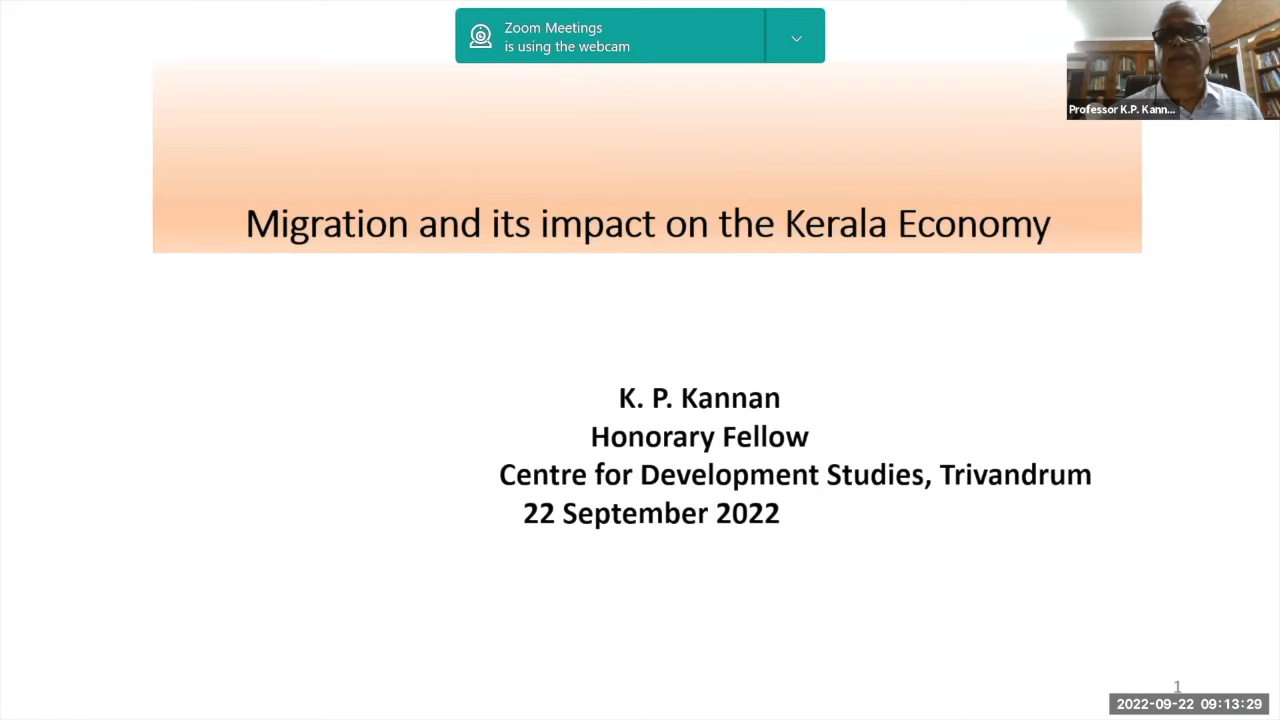 Zoom Meetings
is using the webcam
Professor K.P. Kann...
Migration and its impact on the Kerala Economy
K. P. Kannan
Honorary Fellow
Centre for Development Studies, Trivandrum
22 September 2022
1
2022-09-22 09:13:29